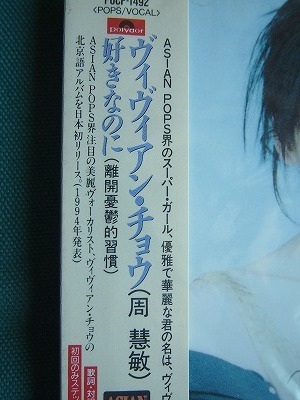 POCP-1492
〈POPS/VOCAL〉
Polydor
ASIAN POPS界のスーパー・ガール、優雅で華麗な君の名は、ヴィヴ
ヴィヴィアン・チョウ(周 慧敏)
好きなのに(離開憂鬱的習慣)
ASIAN POPS界注目の美麗ヴォーカリスト、ヴィヴィアン・チョウの
北京語アルバムを日本初リリース。(1994年発表)
歌詞・対
初回のみステッ
ASIAN